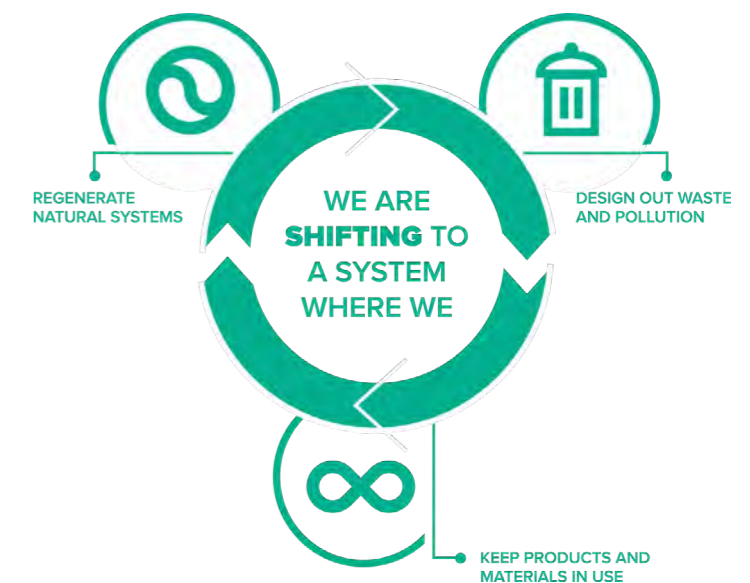 REGENERATE
NATURAL SYSTEMS
WE ARE
SHIFTING TO
A SYSTEM
WHERE WE
DESIGN OUT WASTE
AND POLLUTION
KEEP PRODUCTS AND
MATERIALS IN USE